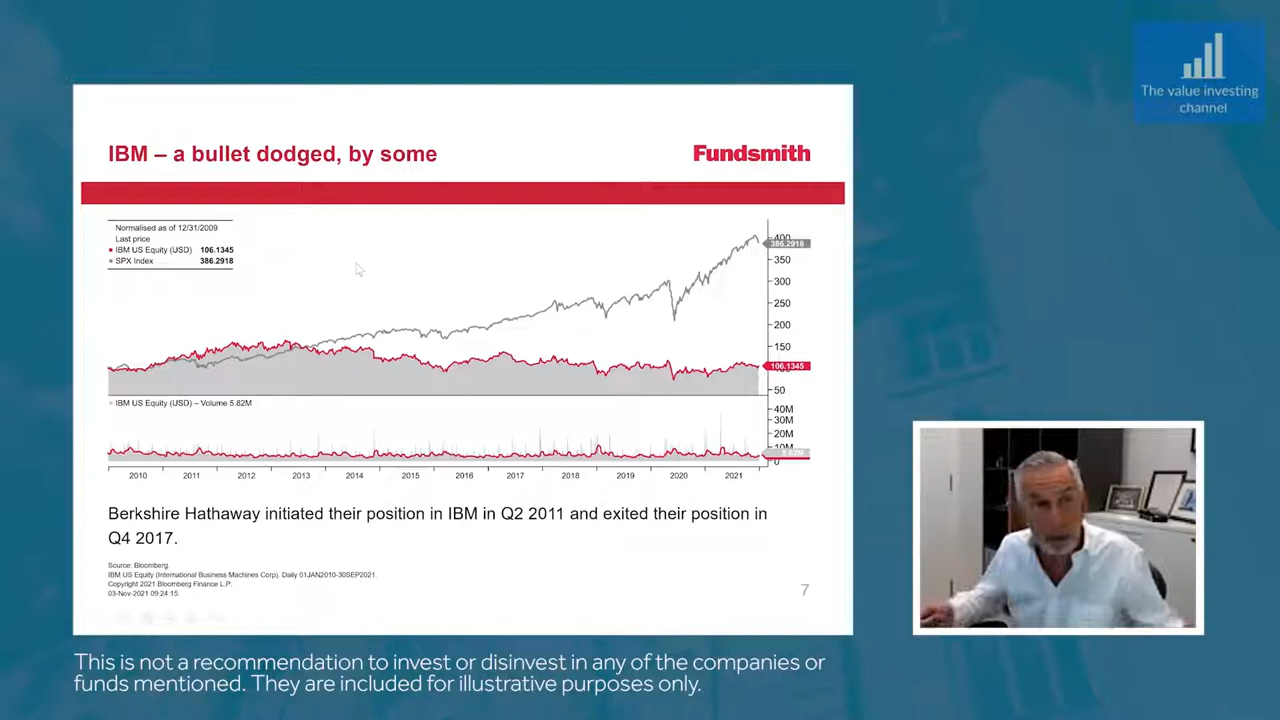 The value investing
channel
IBM – a bullet dodged, by some
Fundsmith
Normalised as of 12/31/2009
Last price
IBM US Equity (USD) 106.1345
SPX Index 386.2918
400
386.2918
350
300
250
200
150
106.1345
50
IBM US Equity (USD) – Volume 5.82M
40M
30M
20M
10M
5.82M
0
2010 2011 2012 2013 2014 2015 2016 2017 2018 2019 2020 2021
Berkshire Hathaway initiated their position in IBM in Q2 2011 and exited their position in
Q4 2017.
Source: Bloomberg.
IBM US Equity (International Business Machines Corp). Daily 01JAN2010-30SEP2021.
Copyright 2021 Bloomberg Finance L.P.
03-Nov-2021 09:24:15.
7
This is not a recommendation to invest or disinvest in any of the companies or
funds mentioned. They are included for illustrative purposes only.